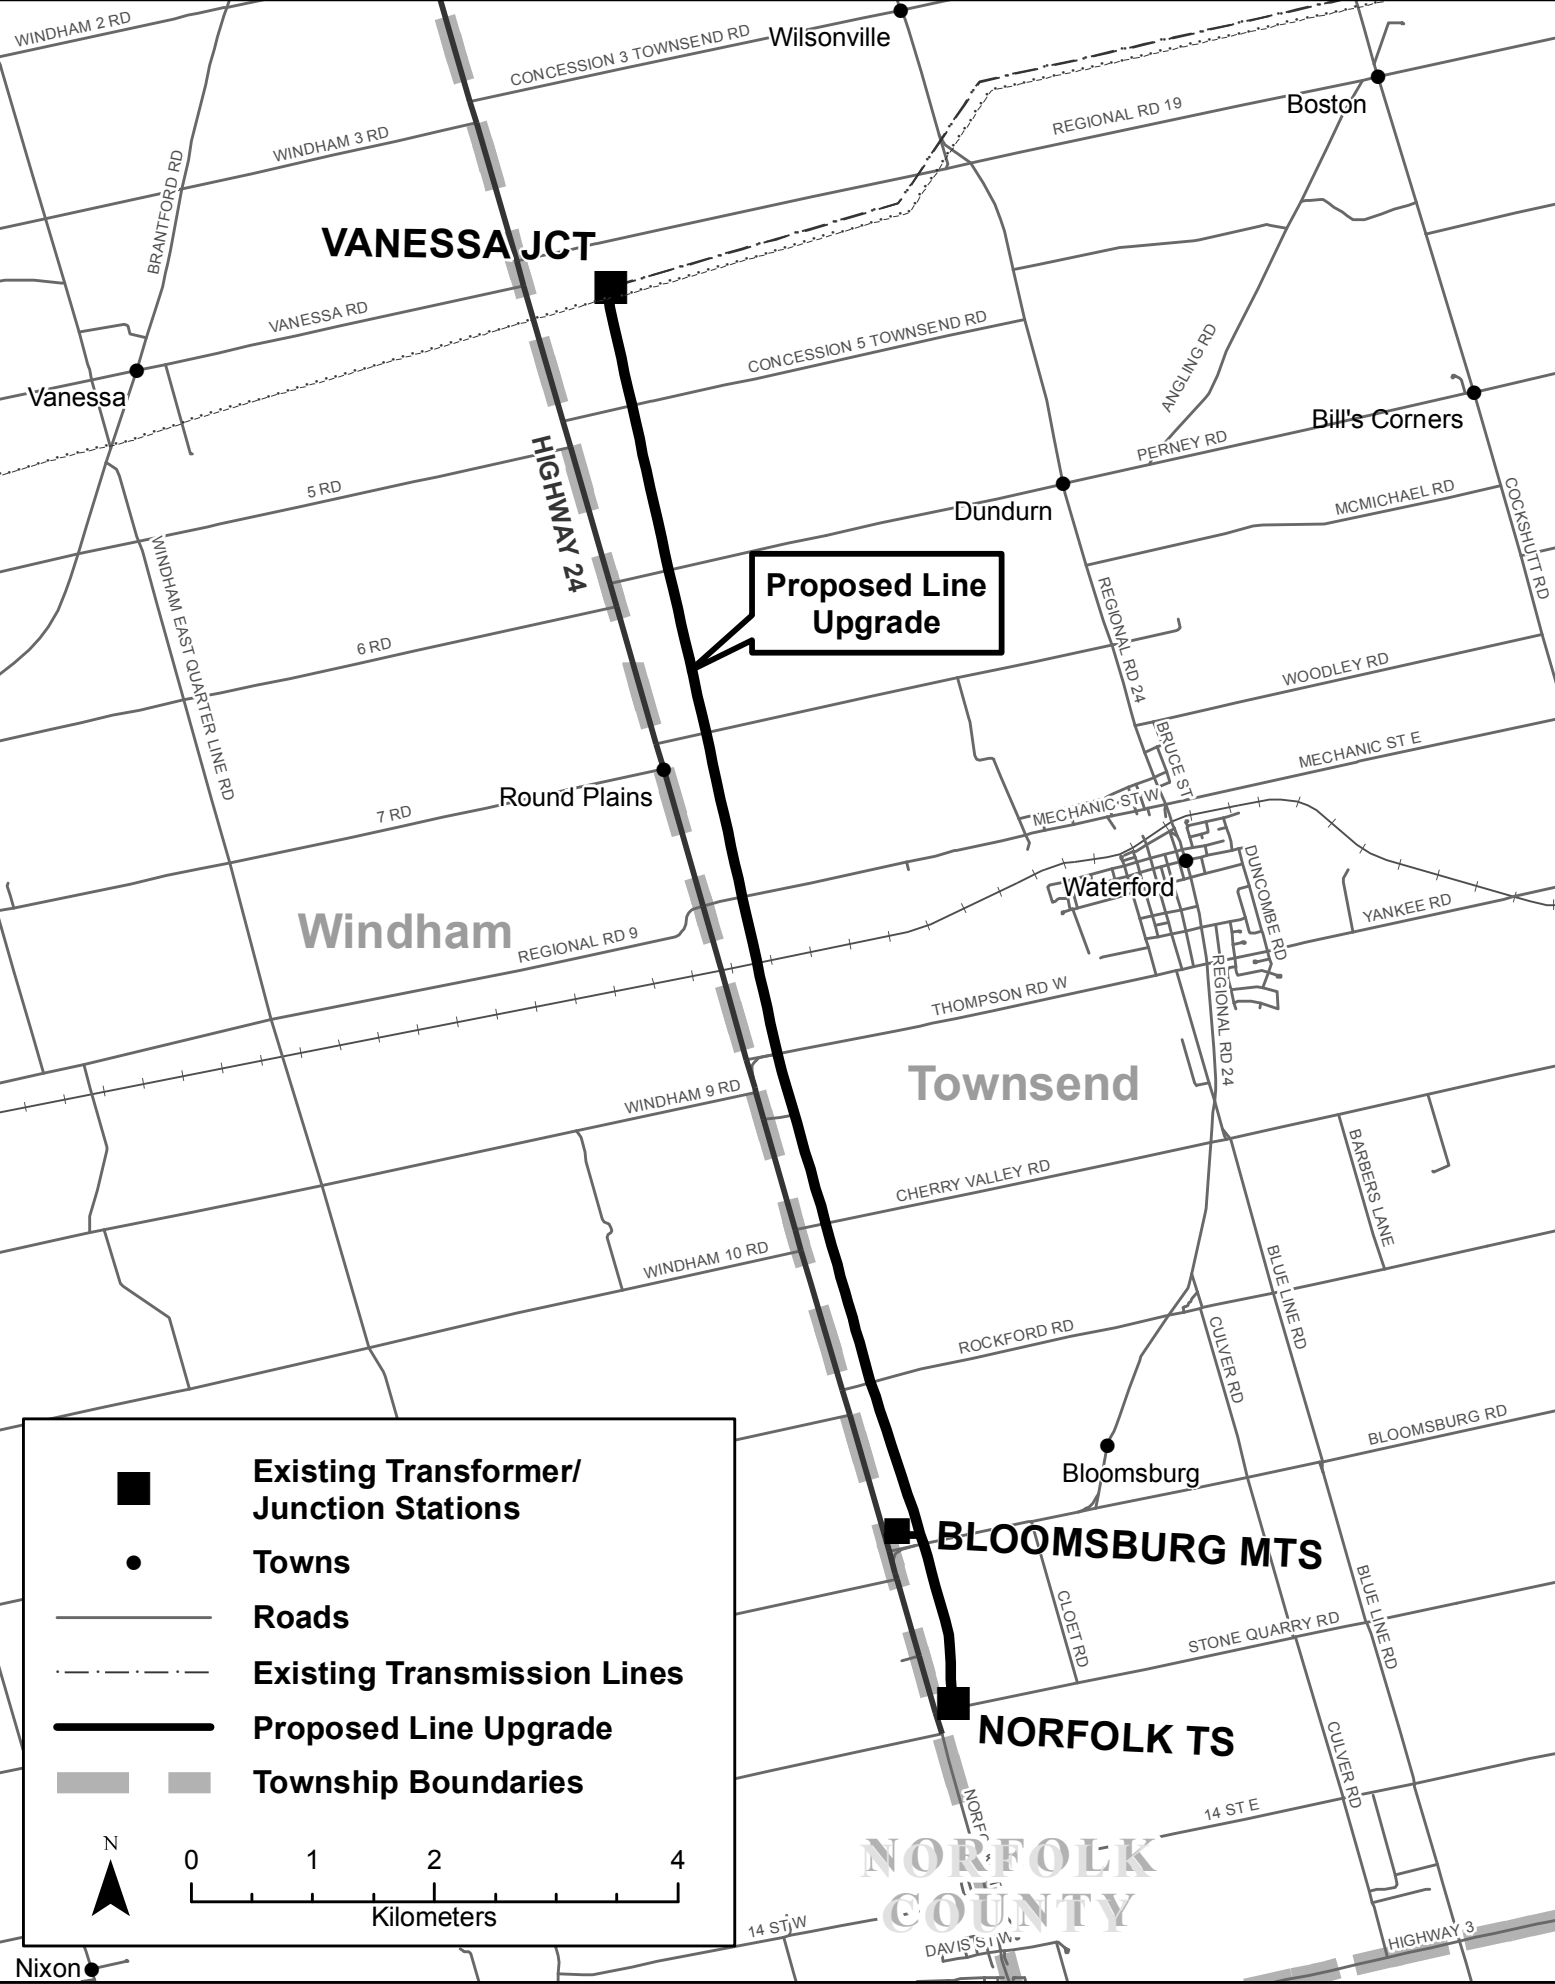 WINDHAM 2 RD
Wilsonville
CONCESSION 3 TOWNSEND RD
Boston
REGIONAL RD 19
WINDHAM 3 RD
BRANTFORD RD
VANESSA JCT
VANESSA RD
CONCESSION 5 TOWNSEND RD
ANGLING RD
Vanessa
Bill's Corners
PERNEY RD
HIGHWAY 24
5 RD
Dundurn
MCMICHAEL RD
COCKSHUTT RD
WINDHAM EAST QUARTER LINE RD
Proposed Line
Upgrade
REGIONAL RD 24
6 RD
WOODLEY RD
BRUCE ST
MECHANIC ST E
Round Plains
MECHANIC ST W
7 RD
Waterford
DUNCOMBE RD
YANKEE RD
Windham
REGIONAL RD 9
THOMPSON RD W
REGIONAL RD 24
Townsend
WINDHAM 9 RD
BARBERS LANE
CHERRY VALLEY RD
WINDHAM 10 RD
BLUE LINE RD
ROCKFORD RD
CULVER RD
BLOOMSBURG RD
Bloomsburg
BLOOMSBURG MTS
CLOET RD
BLUE LINE RD
STONE QUARRY RD
NORFOLK TS
CULVER RD
14 ST E
NORFOLK
COUNTY
14 ST W
DAVIS ST W
HIGHWAY 3
Existing Transformer/
Junction Stations
Towns
Roads
Existing Transmission Lines
Proposed Line Upgrade
Township Boundaries
N
0 1 2 4
Kilometers
Nixon